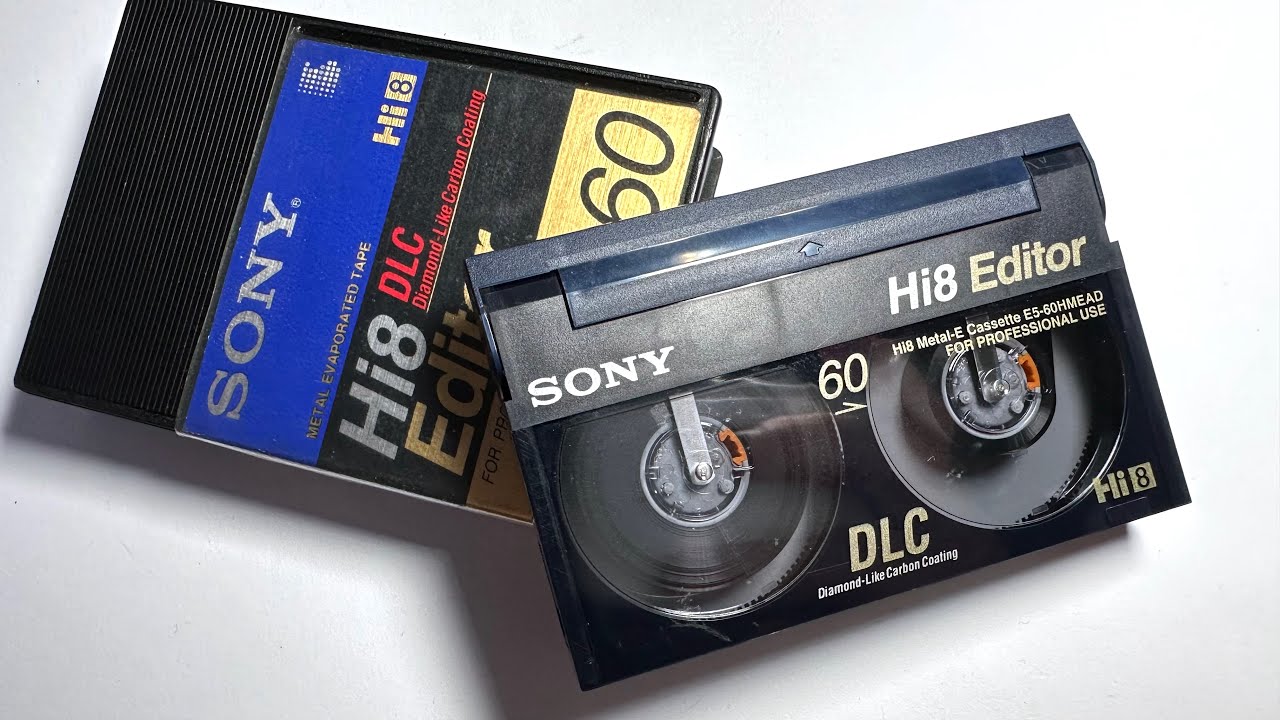 SONY®
METAL EVAPORATED TAPE
Hi8
Hi8 DLC
Diamond-Like Carbon Coating
Editor
60
FOR PR
Hi8 Editor
SONY
60
Hi8 Metal-E Cassette E5-60HMEAD
FOR PROFESSIONAL USE
DLC
Diamond-Like Carbon Coating
Hi8